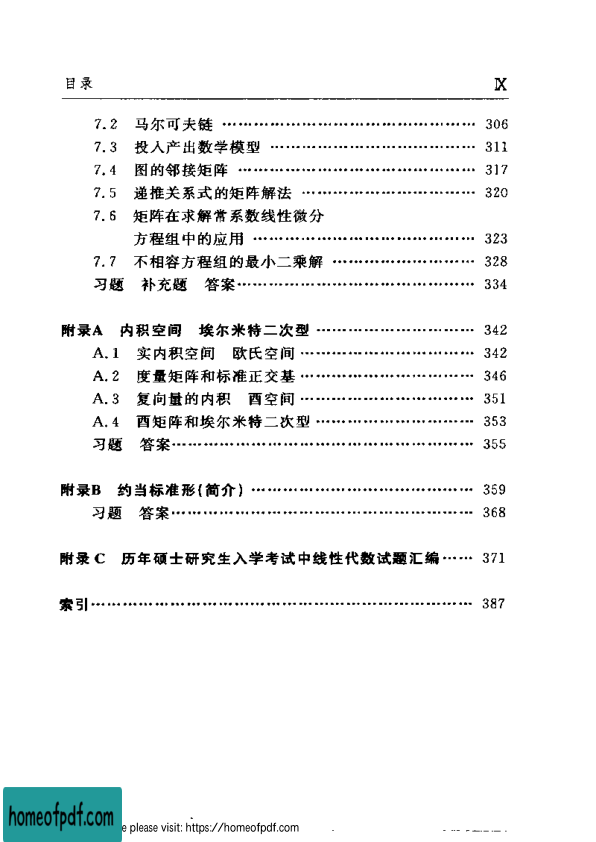 目录 Ⅸ
7.2 马尔可夫链 …… 306
7.3 投入产出数学模型 …… 311
7.4 图的邻接矩阵 …… 317
7.5 递推关系式的矩阵解法 …… 320
7.6 矩阵在求解常系数线性微分
方程组中的应用 …… 323
7.7 不相容方程组的最小二乘解 …… 328
习题 补充题 答案 …… 334
附录A 内积空间 埃尔米特二次型 …… 342
A.1 实内积空间 欧氏空间 …… 342
A.2 度量矩阵和标准正交基 …… 346
A.3 复向量的内积 酉空间 …… 351
A.4 酉矩阵和埃尔米特二次型 …… 353
习题 答案 …… 355
附录B 约当标准形(简介) …… 359
习题 答案 …… 368
附录C 历年硕士研究生入学考试中线性代数试题汇编 …… 371
索引 …… 387
homeofpdf.com
please visit: https://homeofpdf.com